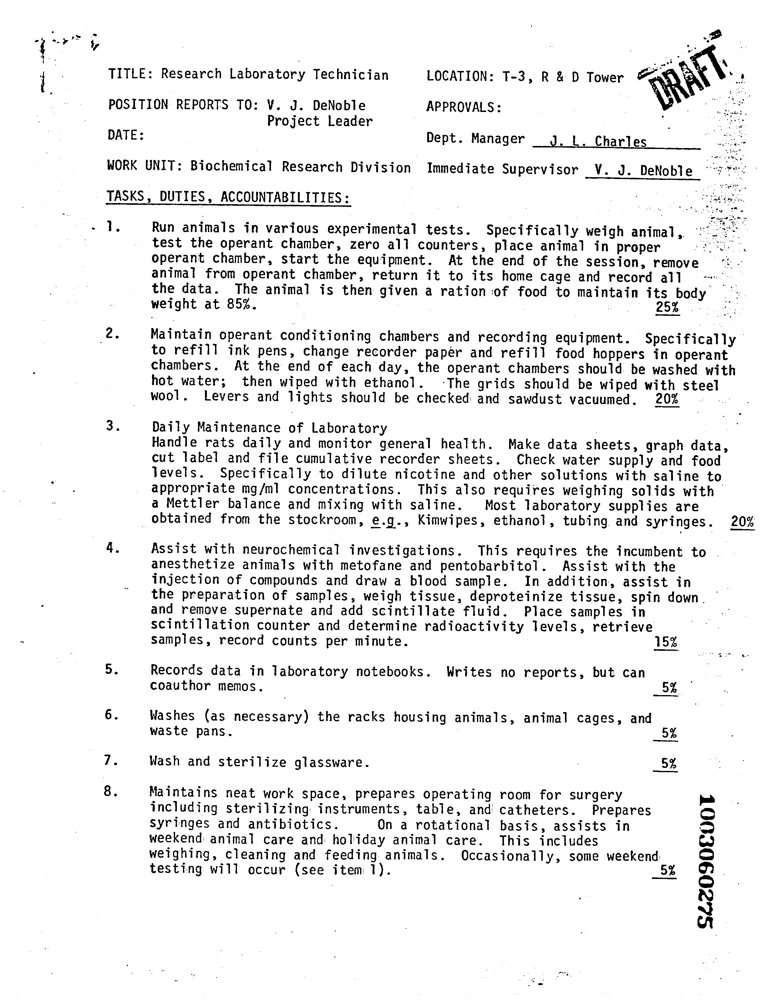 TITLE: Research Laboratory Technician LOCATION: T-3, R & D Tower
DRAFT
POSITION REPORTS TO: V. J. DeNoble APPROVALS:
Project Leader
DATE: Dept. Manager J. L. Charles
WORK UNIT: Biochemical Research Division Immediate Supervisor V. J. DeNoble
TASKS, DUTIES, ACCOUNTABILITIES:
1. Run animals in various experimental tests. Specifically weigh animal,
test the operant chamber, zero all counters, place animal in proper
operant chamber, start the equipment. At the end of the session, remove
animal from operant chamber, return it to its home cage and record all
the data. The animal is then given a ration of food to maintain its body
weight at 85%. 25%
2. Maintain operant conditioning chambers and recording equipment. Specifically
to refill ink pens, change recorder paper and refill food hoppers in operant
chambers. At the end of each day, the operant chambers should be washed with
hot water; then wiped with ethanol. The grids should be wiped with steel
wool. Levers and lights should be checked and sawdust vacuumed. 20%
3. Daily Maintenance of Laboratory
Handle rats daily and monitor general health. Make data sheets, graph data,
cut label and file cumulative recorder sheets. Check water supply and food
levels. Specifically to dilute nicotine and other solutions with saline to
appropriate mg/ml concentrations. This also requires weighing solids with
a Mettler balance and mixing with saline. Most laboratory supplies are
obtained from the stockroom, e.g., Kimwipes, ethanol, tubing and syringes. 20%
4. Assist with neurochemical investigations. This requires the incumbent to
anesthetize animals with metofane and pentobarbitol. Assist with the
injection of compounds and draw a blood sample. In addition, assist in
the preparation of samples, weigh tissue, deproteinize tissue, spin down
and remove supernate and add scintillate fluid. Place samples in
scintillation counter and determine radioactivity levels, retrieve
samples, record counts per minute. 15%
5. Records data in laboratory notebooks. Writes no reports, but can
coauthor memos. 5%
6. Washes (as necessary) the racks housing animals, animal cages, and
waste pans. 5%
7. Wash and sterilize glassware. 5%
8. Maintains neat work space, prepares operating room for surgery
including sterilizing instruments, table, and catheters. Prepares
syringes and antibiotics. On a rotational basis, assists in
weekend animal care and holiday animal care. This includes
weighing, cleaning and feeding animals. Occasionally, some weekend
testing will occur (see item 1). 5%
1003060275